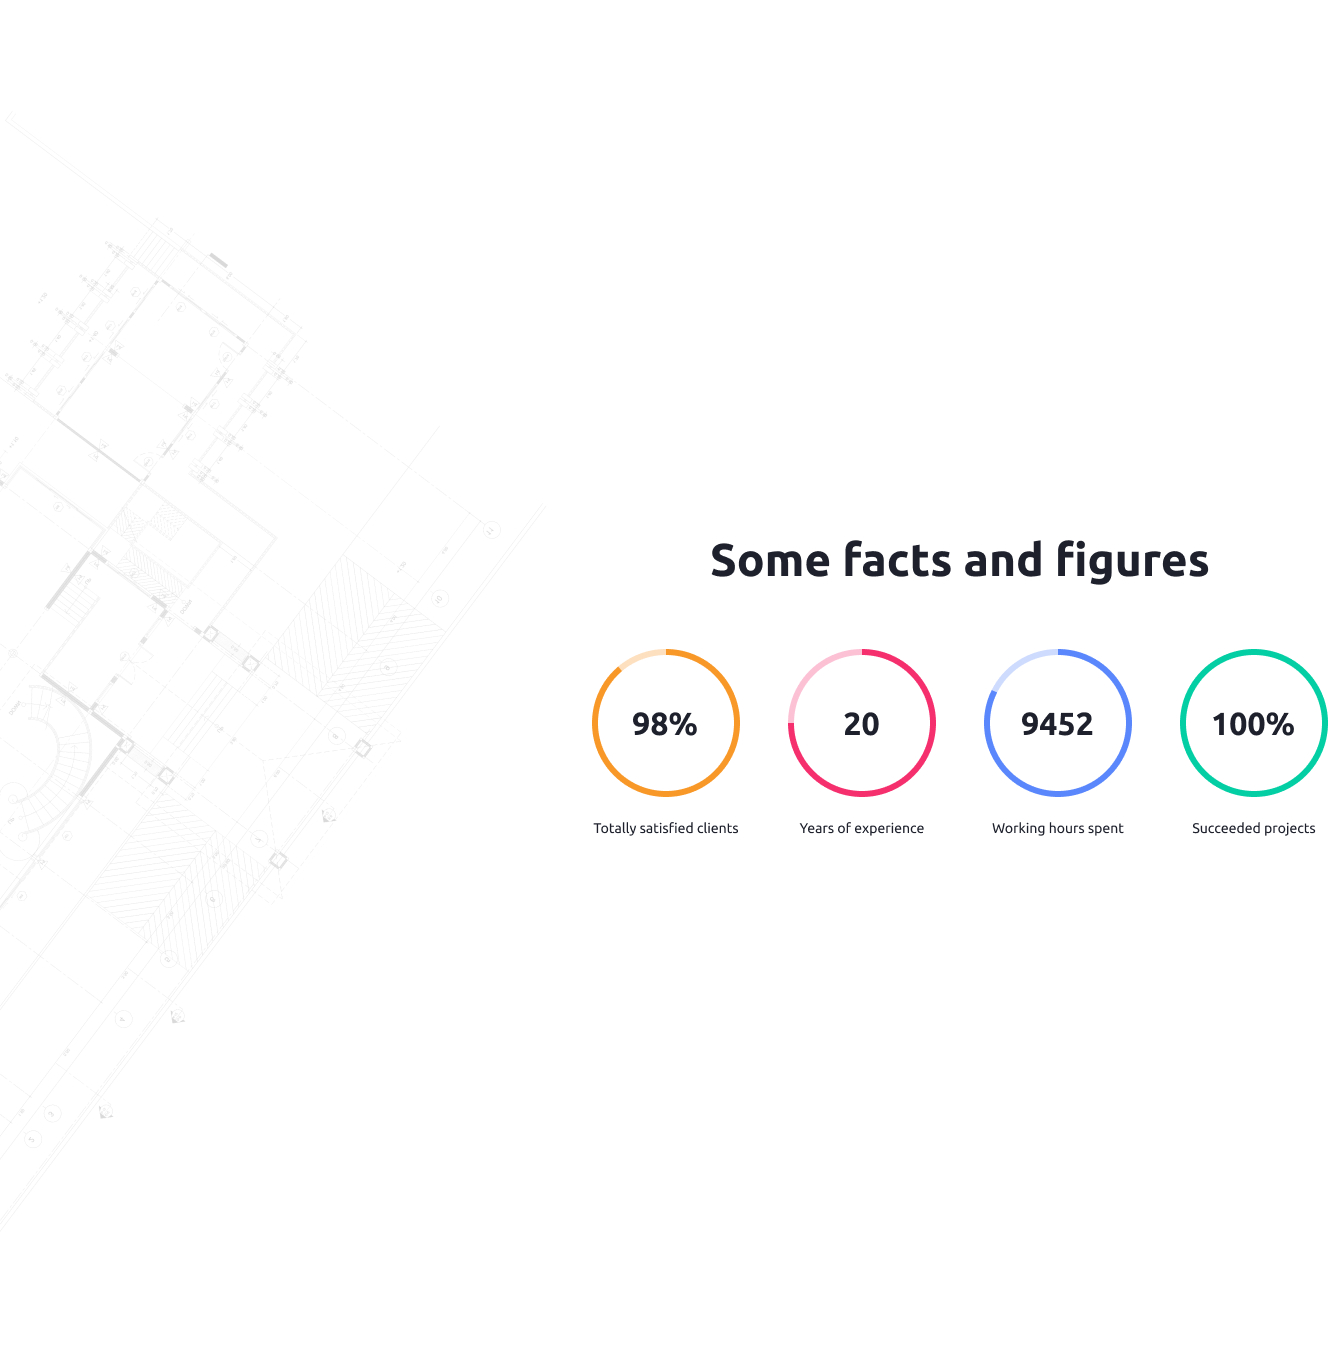 Some facts and figures
98%
20
9452
100%
Totally satisfied clients
Years of experience
Working hours spent
Succeeded projects